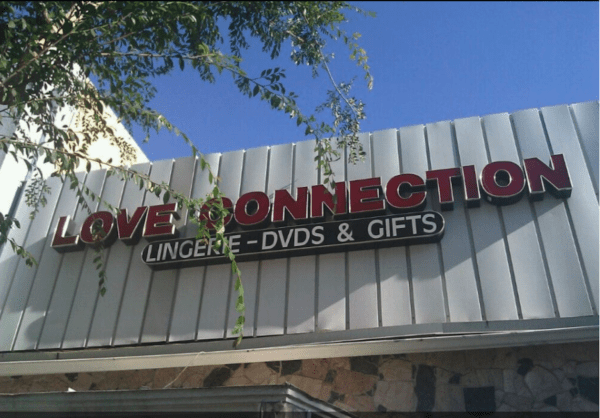 LOVE CONNECTION
LINGERIE - DVDS & GIFTS